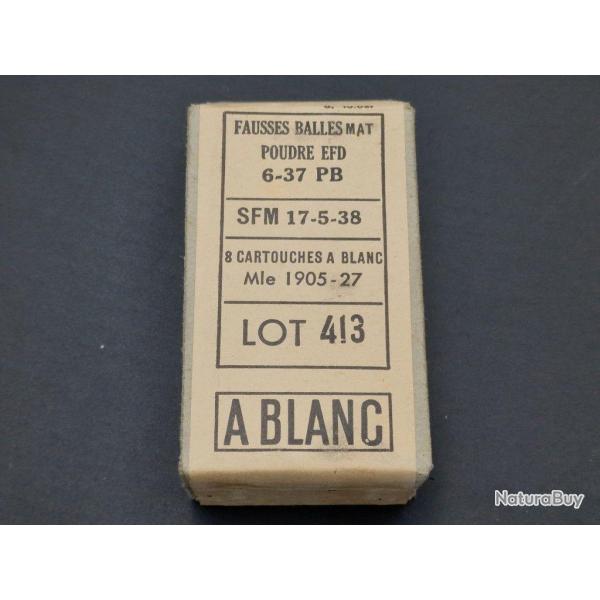 FAUSSES BALLES MAT
POUDRE EFD
6-37 PB
SFM 17-5-38
8 CARTOUCHES A BLANC
Mle 1905-27
LOT 413
A BLANC
NaturaBuy